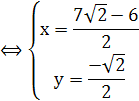 ⇔ { x = (7√2 − 6)/2
y = (−√2)/2